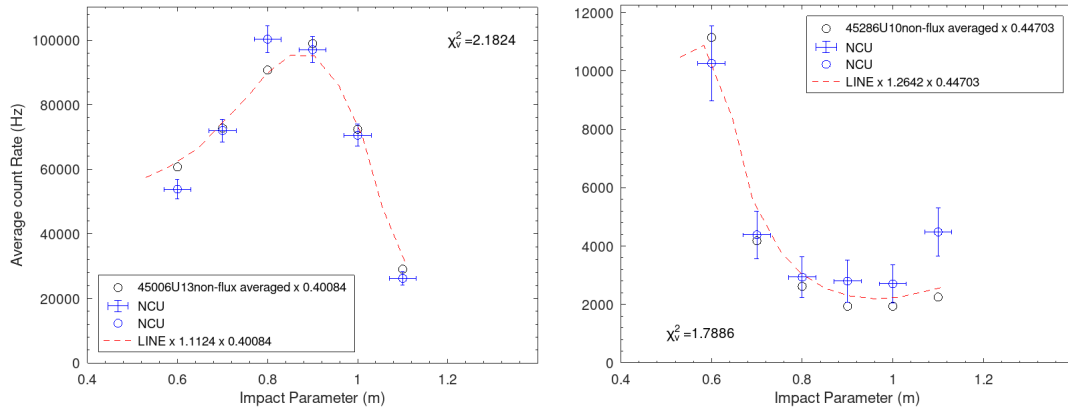 100000
80000
60000
40000
20000
0
0.4
0.6
0.8
1
1.2
Average count Rate (Hz)
Impact Parameter (m)
χ²ᵥ=2.1824
45006U13non-flux averaged x 0.40084
NCU
NCU
LINE x 1.1124 x 0.40084
12000
10000
8000
6000
4000
2000
0
0.4
0.6
0.8
1
1.2
Impact Parameter (m)
45286U10non-flux averaged x 0.44703
NCU
NCU
LINE x 1.2642 x 0.44703
χ²ᵥ=1.7886